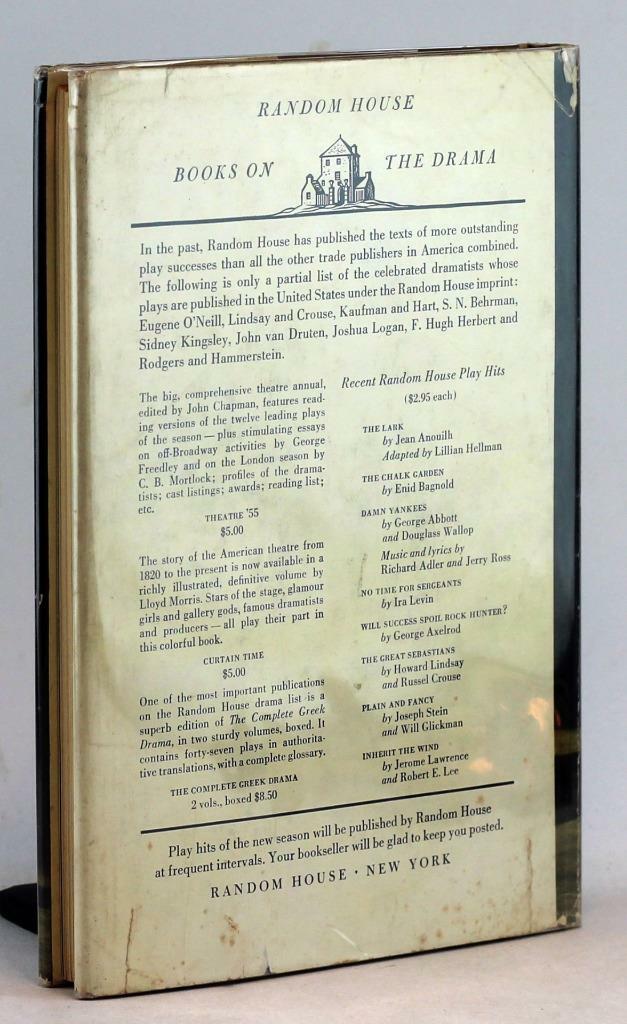 RANDOM HOUSE
BOOKS ON THE DRAMA
In the past, Random House has published the texts of more outstanding
play successes than all the other trade publishers in America combined.
The following is only a partial list of the celebrated dramatists whose
plays are published in the United States under the Random House imprint:
Eugene O'Neill, Lindsay and Crouse, Kaufman and Hart, S. N. Behrman,
Sidney Kingsley, John van Druten, Joshua Logan, F. Hugh Herbert and
Rodgers and Hammerstein.
The big, comprehensive theatre annual,
edited by John Chapman, features read-
ing versions of the twelve leading plays
of the season — plus stimulating essays
on off-Broadway activities by George
Freedley and on the London season by
C. B. Mortlock; profiles of the drama-
tists; cast listings; awards; reading list;
etc.
THEATRE '55
$5.00
The story of the American theatre from
1820 to the present is now available in a
richly illustrated, definitive volume by
Lloyd Morris. Stars of the stage, glamour
girls and gallery gods, famous dramatists
and producers — all play their part in
this colorful book.
CURTAIN TIME
$5.00
One of the most important publications
on the Random House drama list is a
superb edition of The Complete Greek
Drama, in two sturdy volumes, boxed. It
contains forty-seven plays in authorita-
tive translations, with a complete glossary.
THE COMPLETE GREEK DRAMA
2 vols., boxed $8.50
Recent Random House Play Hits
($2.95 each)
THE LARK
by Jean Anouilh
Adapted by Lillian Hellman
THE CHALK GARDEN
by Enid Bagnold
DAMN YANKEES
by George Abbott
and Douglass Wallop
Music and lyrics by
Richard Adler and Jerry Ross
NO TIME FOR SERGEANTS
by Ira Levin
WILL SUCCESS SPOIL ROCK HUNTER?
by George Axelrod
THE GREAT SEBASTIANS
by Howard Lindsay
and Russel Crouse
PLAIN AND FANCY
by Joseph Stein
and Will Glickman
INHERIT THE WIND
by Jerome Lawrence
and Robert E. Lee
Play hits of the new season will be published by Random House
at frequent intervals. Your bookseller will be glad to keep you posted.
RANDOM HOUSE · NEW YORK